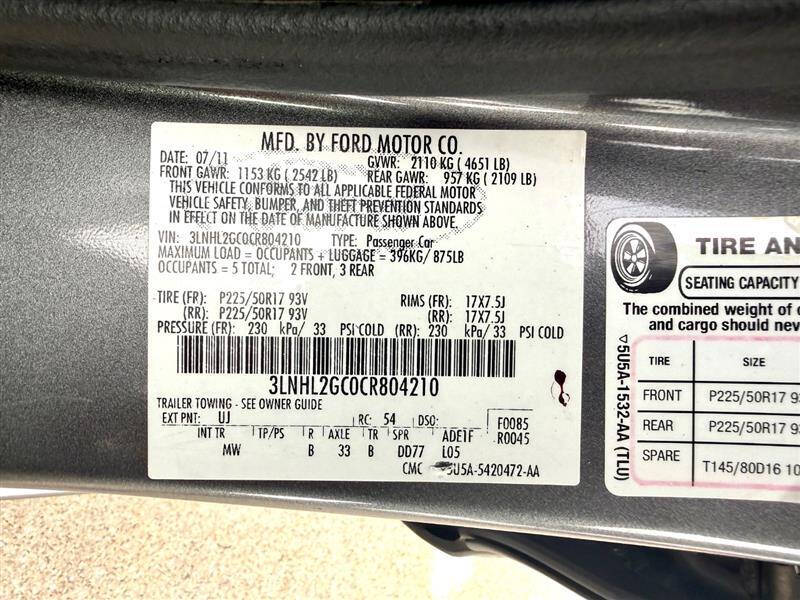 MFD. BY FORD MOTOR CO.
DATE: 07/11 GVWR: 2110 KG ( 4651 LB)
FRONT GAWR: 1153 KG ( 2542 LB) REAR GAWR: 957 KG ( 2109 LB)
THIS VEHICLE CONFORMS TO ALL APPLICABLE FEDERAL MOTOR
VEHICLE SAFETY, BUMPER, AND THEFT PREVENTION STANDARDS
IN EFFECT ON THE DATE OF MANUFACTURE SHOWN ABOVE.
VIN: 3LNHL2GC0CR804210 TYPE: Passenger Car
MAXIMUM LOAD = OCCUPANTS + LUGGAGE = 396KG/ 875LB
OCCUPANTS = 5 TOTAL; 2 FRONT, 3 REAR
TIRE (FR): P225/50R17 93V RIMS (FR): 17X7.5J
(RR): P225/50R17 93V (RR): 17X7.5J
PRESSURE (FR): 230 kPa/ 33 PSI COLD (RR): 230 kPa/ 33 PSI COLD
3LNHL2GC0CR804210
TRAILER TOWING - SEE OWNER GUIDE
EXT PNT: UJ RC: 54 DSO: F0085
INT TR TP/PS R AXLE TR SPR ADE1F R0045
MW B 33 B DD77 L05
CMC 5U5A-5420472-AA
TIRE AN
SEATING CAPACITY
The combined weight of
and cargo should neve
▽5U5A-1532-AA (TLU)
TIRE SIZE
FRONT P225/50R17 93
REAR P225/50R17 93
SPARE T145/80D16 10